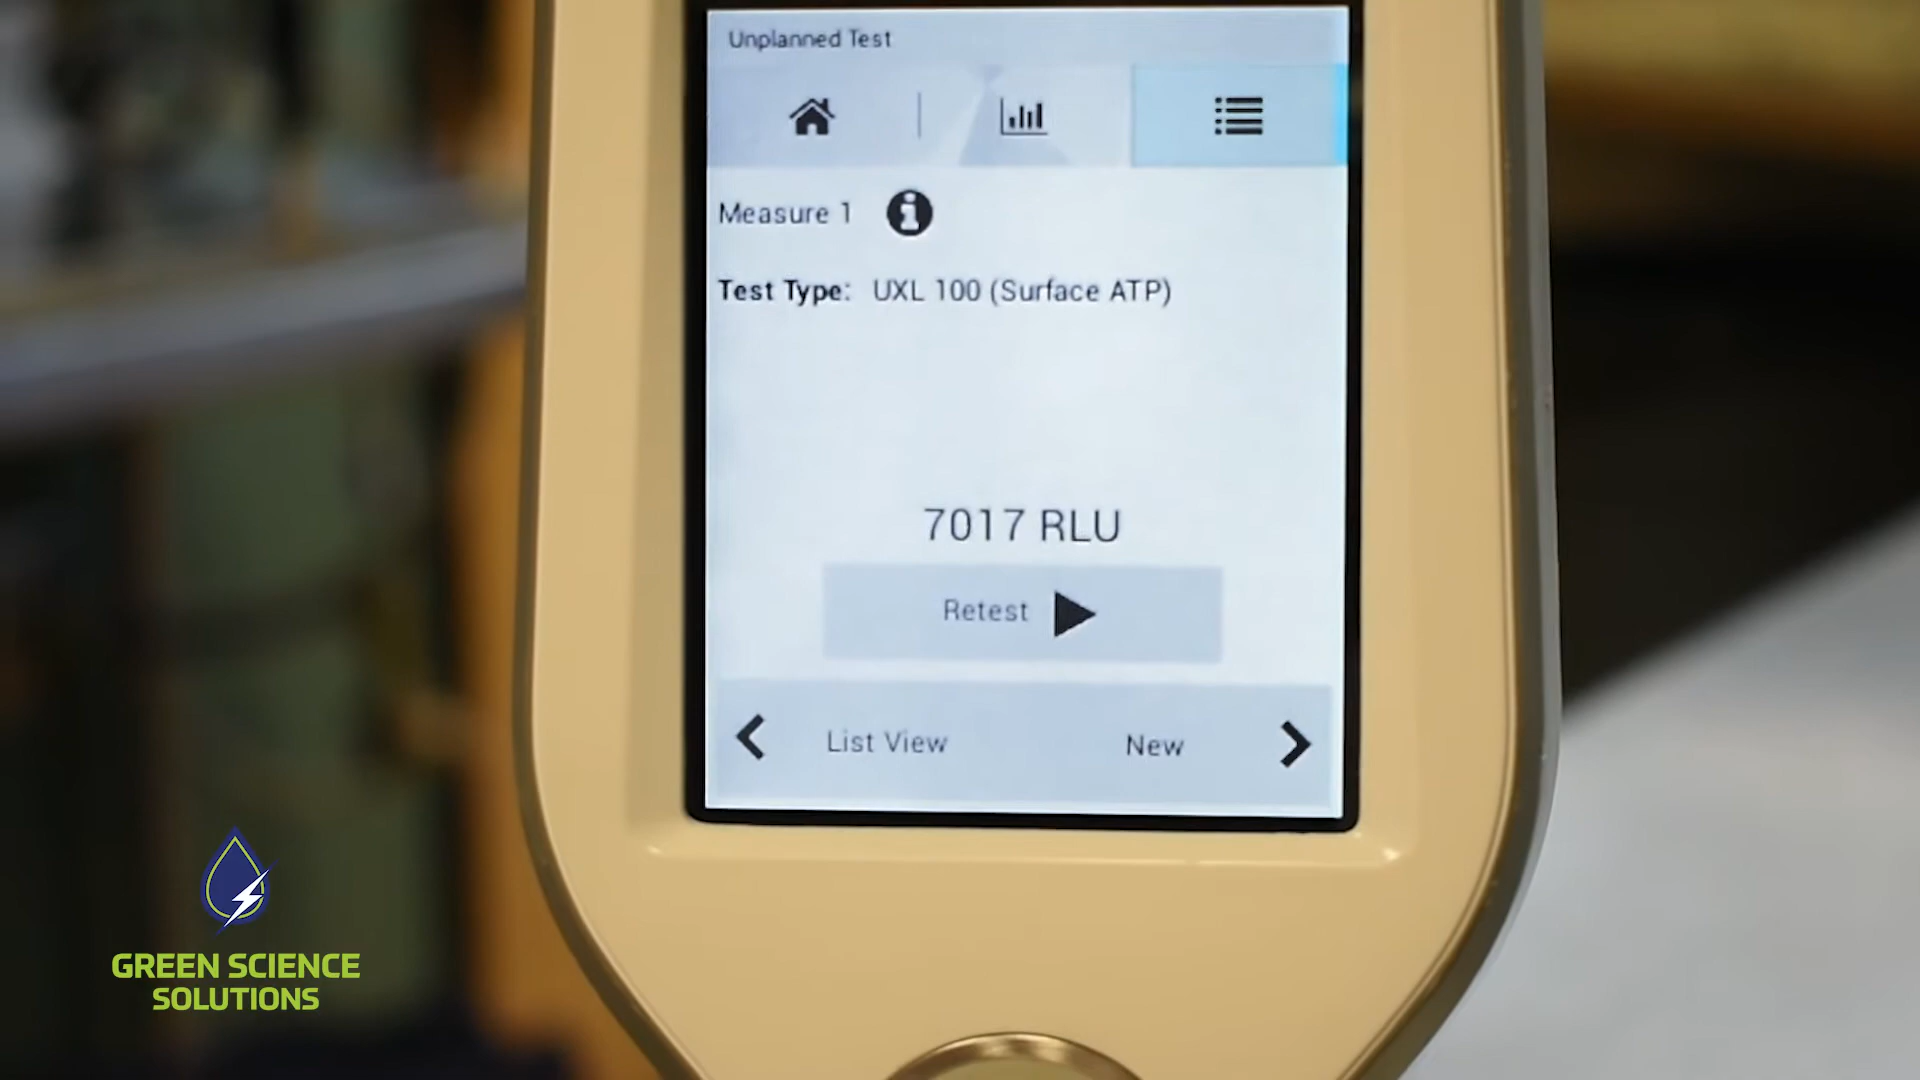 Unplanned Test
Measure 1
Test Type: UXL 100 (Surface ATP)
7017 RLU
Retest
List View New
GREEN SCIENCE
SOLUTIONS